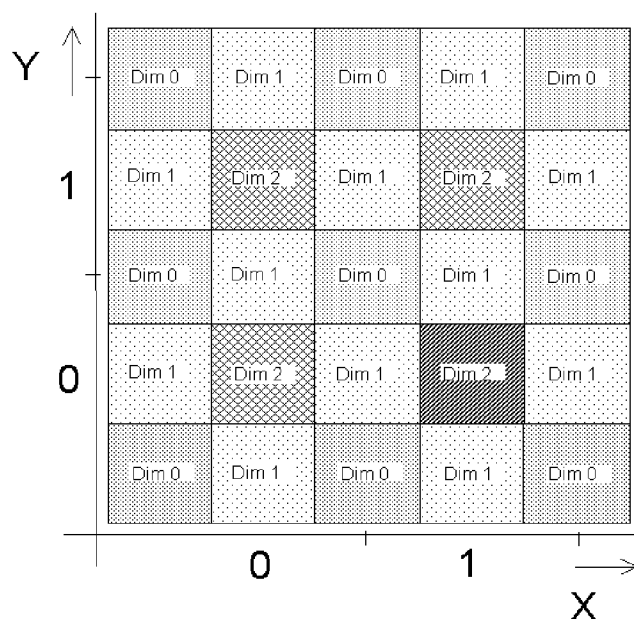 Y
Dim 0 Dim 1 Dim 0 Dim 1 Dim 0
1 Dim 1 Dim 2 Dim 1 Dim 2 Dim 1
Dim 0 Dim 1 Dim 0 Dim 1 Dim 0
0 Dim 1 Dim 2 Dim 1 Dim 2 Dim 1
Dim 0 Dim 1 Dim 0 Dim 1 Dim 0
0 1
X